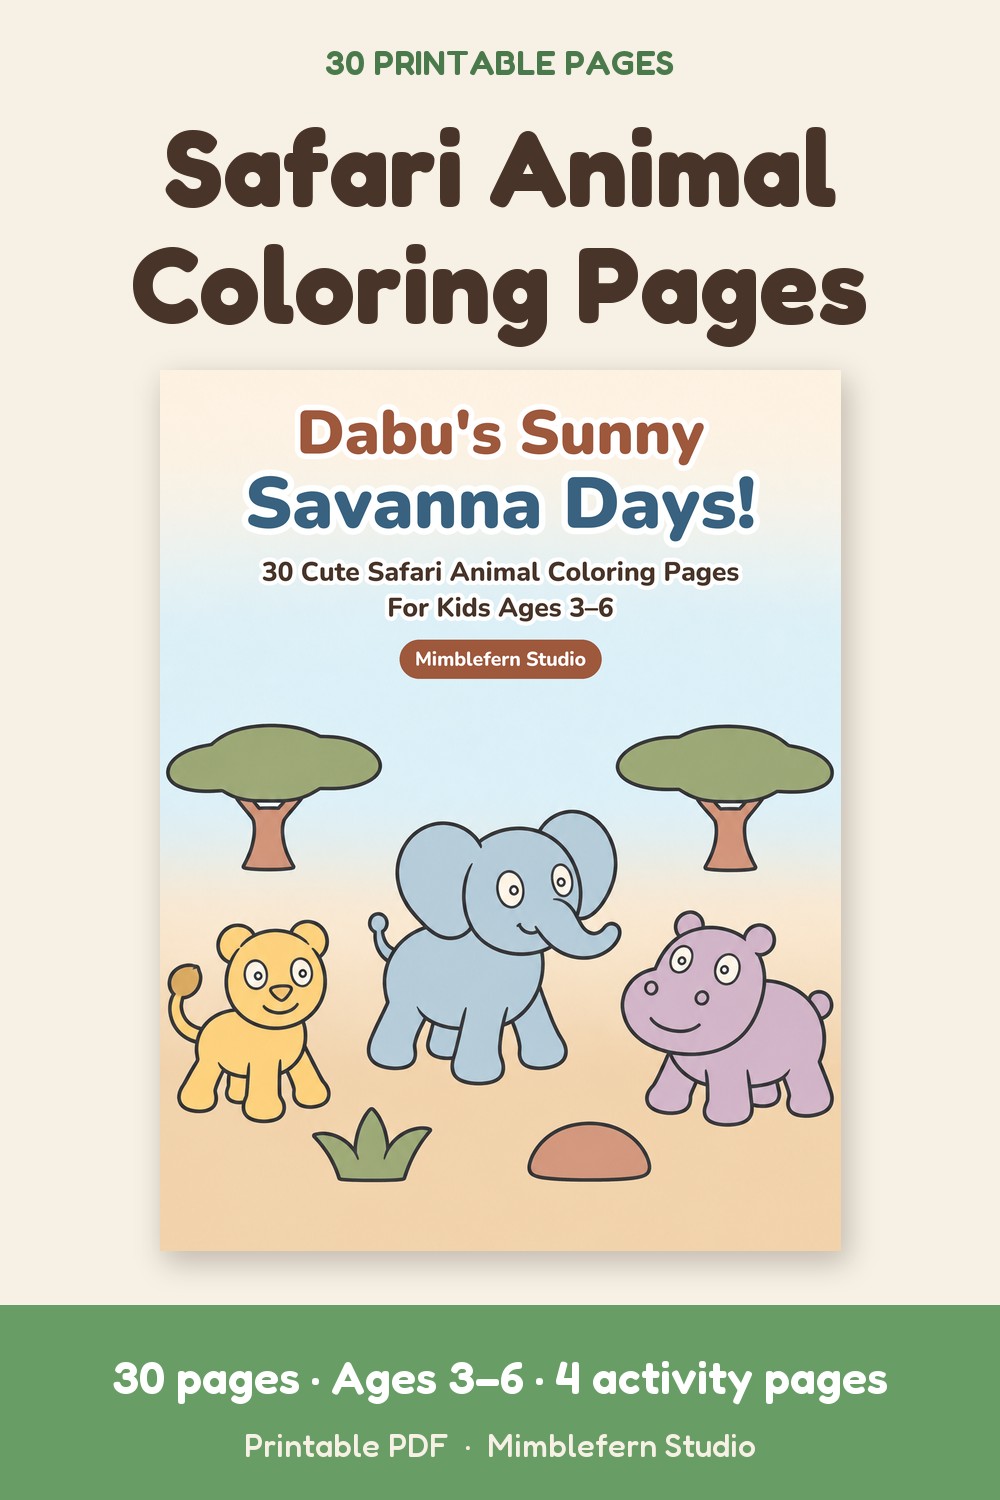 30 PRINTABLE PAGES
Safari Animal
Coloring Pages
Dabu's Sunny
Savanna Days!
30 Cute Safari Animal Coloring Pages
For Kids Ages 3–6
Mimblefern Studio
30 pages · Ages 3–6 · 4 activity pages
Printable PDF · Mimblefern Studio